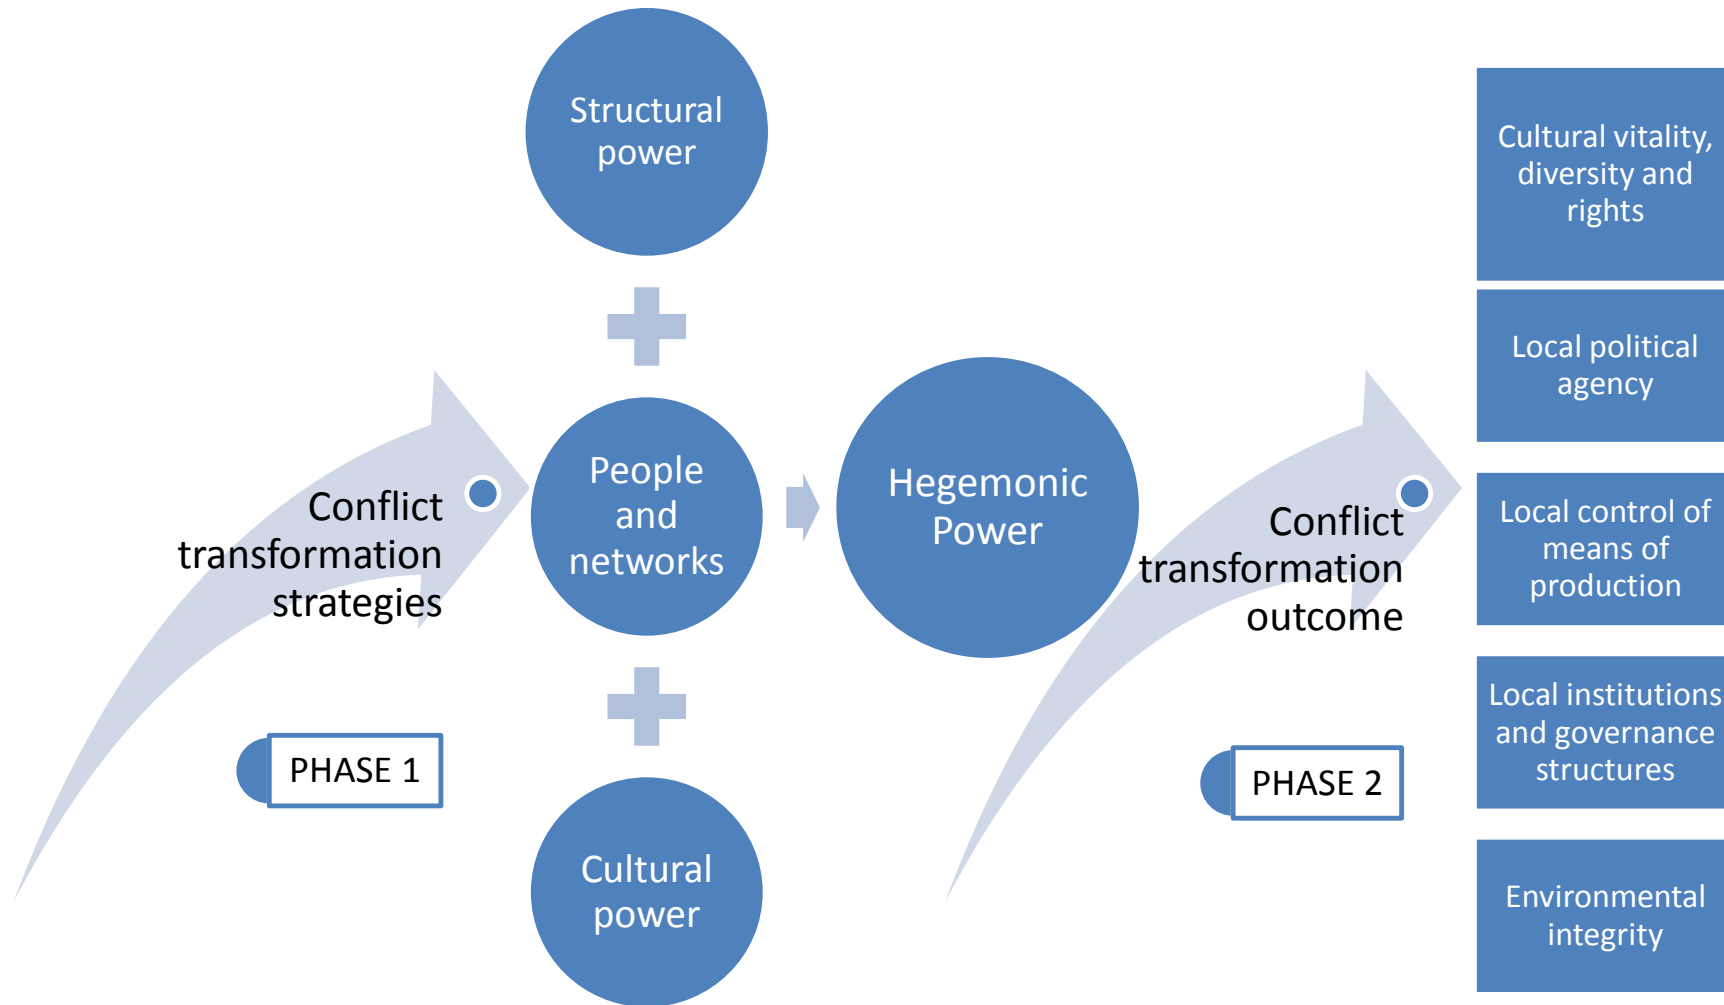 Structural
power
Conflict
transformation
strategies
PHASE 1
People
and
networks
Cultural
power
Hegemonic
Power
Conflict
transformation
outcome
PHASE 2
Cultural vitality,
diversity and
rights
Local political
agency
Local control of
means of
production
Local institutions
and governance
structures
Environmental
integrity